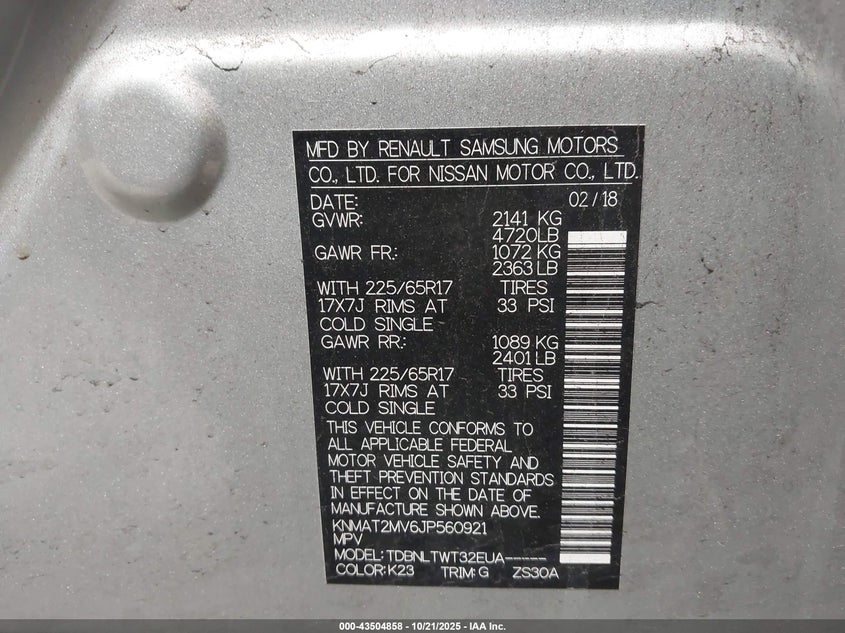 MFD BY RENAULT SAMSUNG MOTORS
CO., LTD. FOR NISSAN MOTOR CO., LTD.
DATE: 02/18
GVWR: 2141 KG
4720LB
GAWR FR.: 1072 KG
2363 LB
WITH 225/65R17 TIRES
17X7J RIMS AT 33 PSI
COLD SINGLE
GAWR RR.: 1089 KG
2401 LB
WITH 225/65R17 TIRES
17X7J RIMS AT 33 PSI
COLD SINGLE
THIS VEHICLE CONFORMS TO
ALL APPLICABLE FEDERAL
MOTOR VEHICLE SAFETY AND
THEFT PREVENTION STANDARDS
IN EFFECT ON THE DATE OF
MANUFACTURE SHOWN ABOVE.
KNMAT2MV6JP560921
MPV
MODEL: TDBNLTWT32EUA-----
COLOR: K23 TRIM: G ZS30A
000-43504858 - 10/21/2025 - IAA Inc.